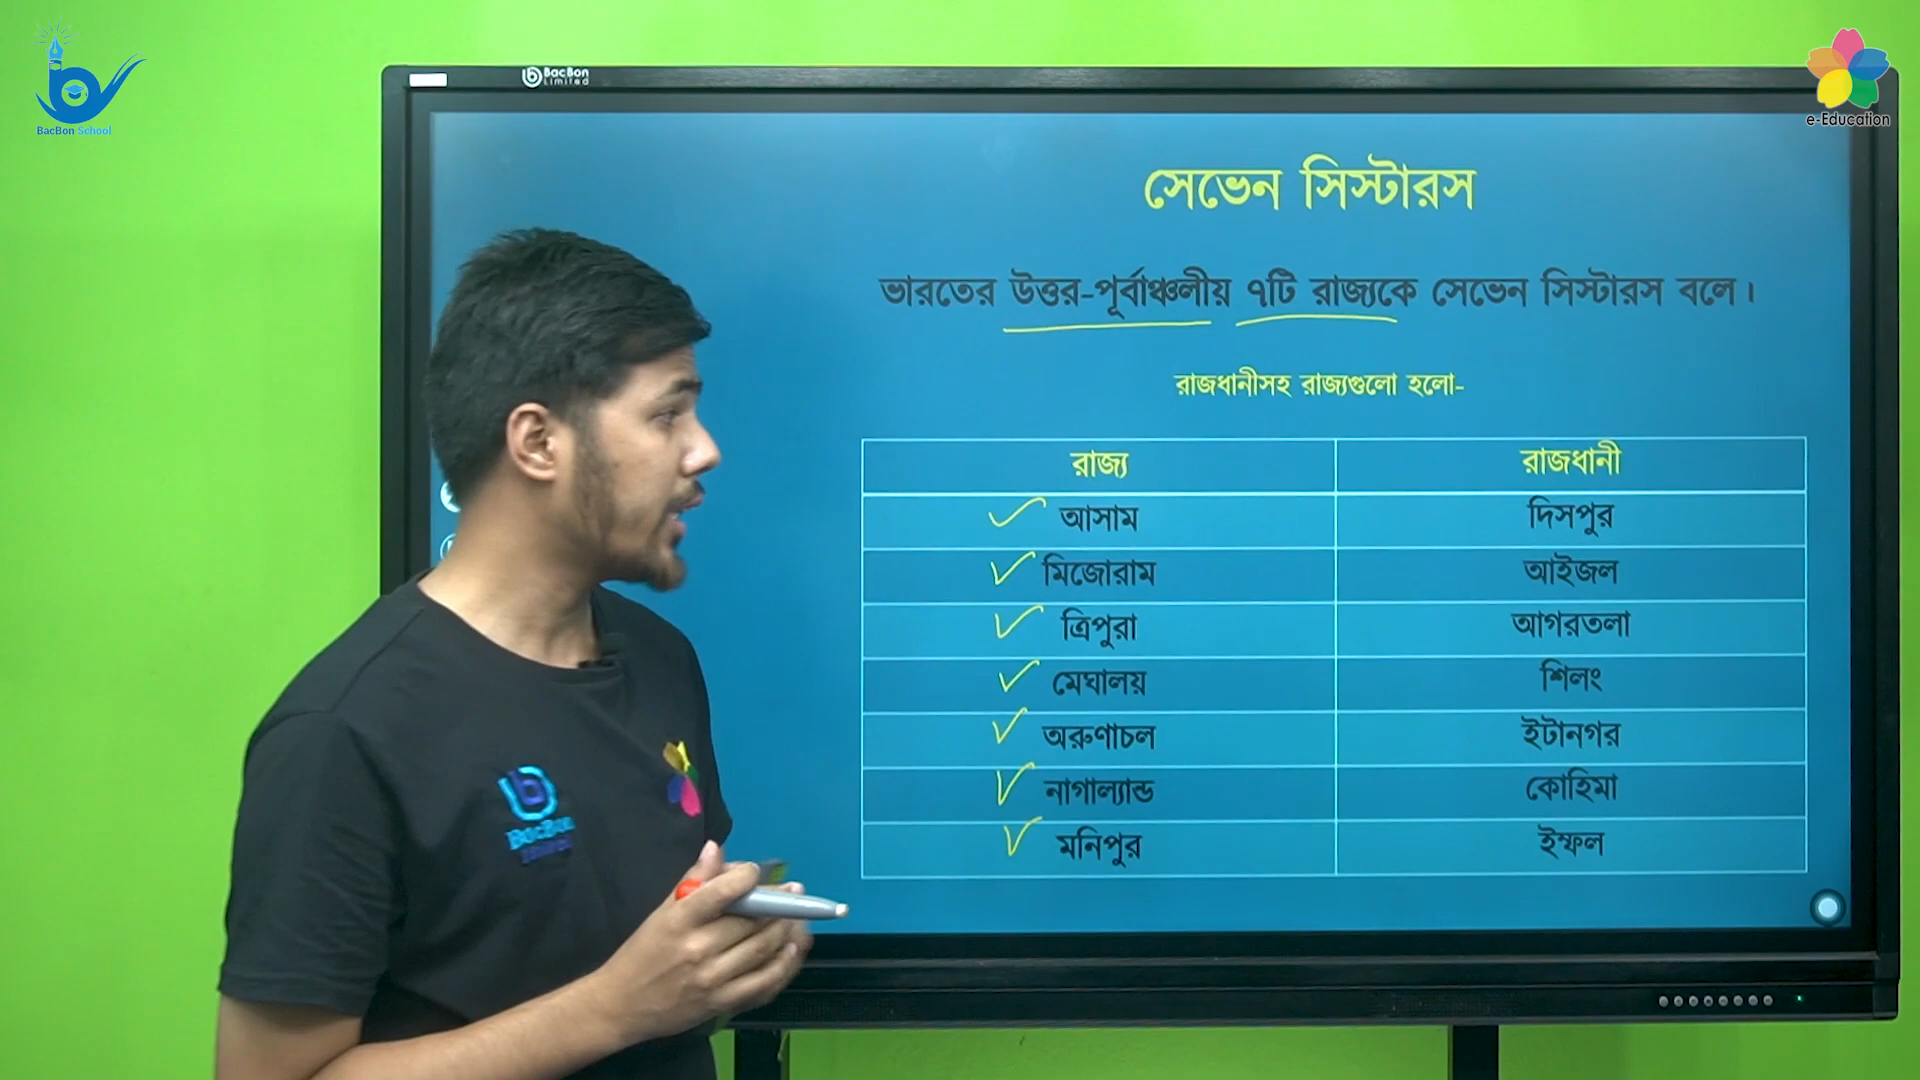 BacBon School
BacBon
Limited
e-Education
সেভেন সিস্টারস
ভারতের উত্তর-পূর্বাঞ্চলীয় ৭টি রাজ্যকে সেভেন সিস্টারস বলে।
রাজধানীসহ রাজ্যগুলো হলো-
রাজ্য রাজধানী
আসাম দিসপুর
মিজোরাম আইজল
ত্রিপুরা আগরতলা
মেঘালয় শিলং
অরুণাচল ইটানগর
নাগাল্যান্ড কোহিমা
মনিপুর ইম্ফল
BacBon